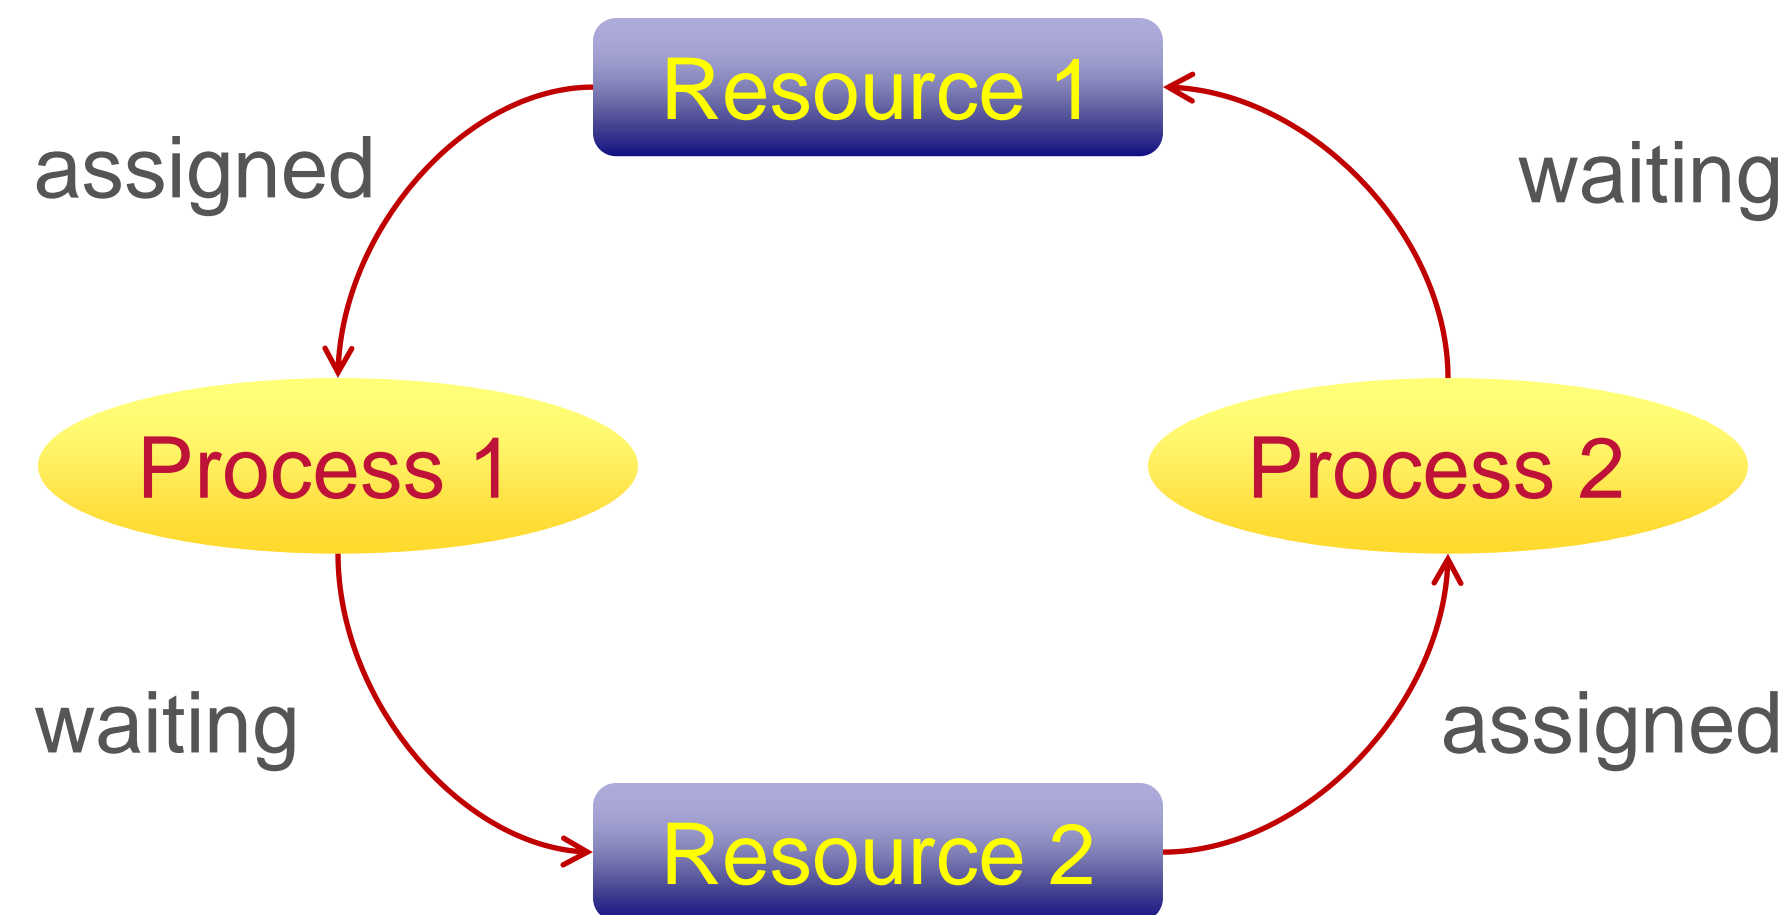 Resource 1
assigned
waiting
Process 1
Process 2
waiting
assigned
Resource 2